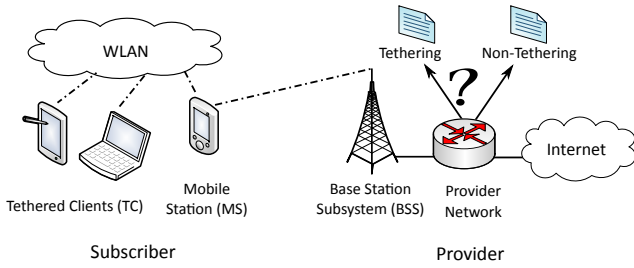 WLAN
Tethering
Non-Tethering
?
Internet
Tethered Clients (TC)
Mobile
Station (MS)
Base Station
Subsystem (BSS)
Provider
Network
Subscriber
Provider